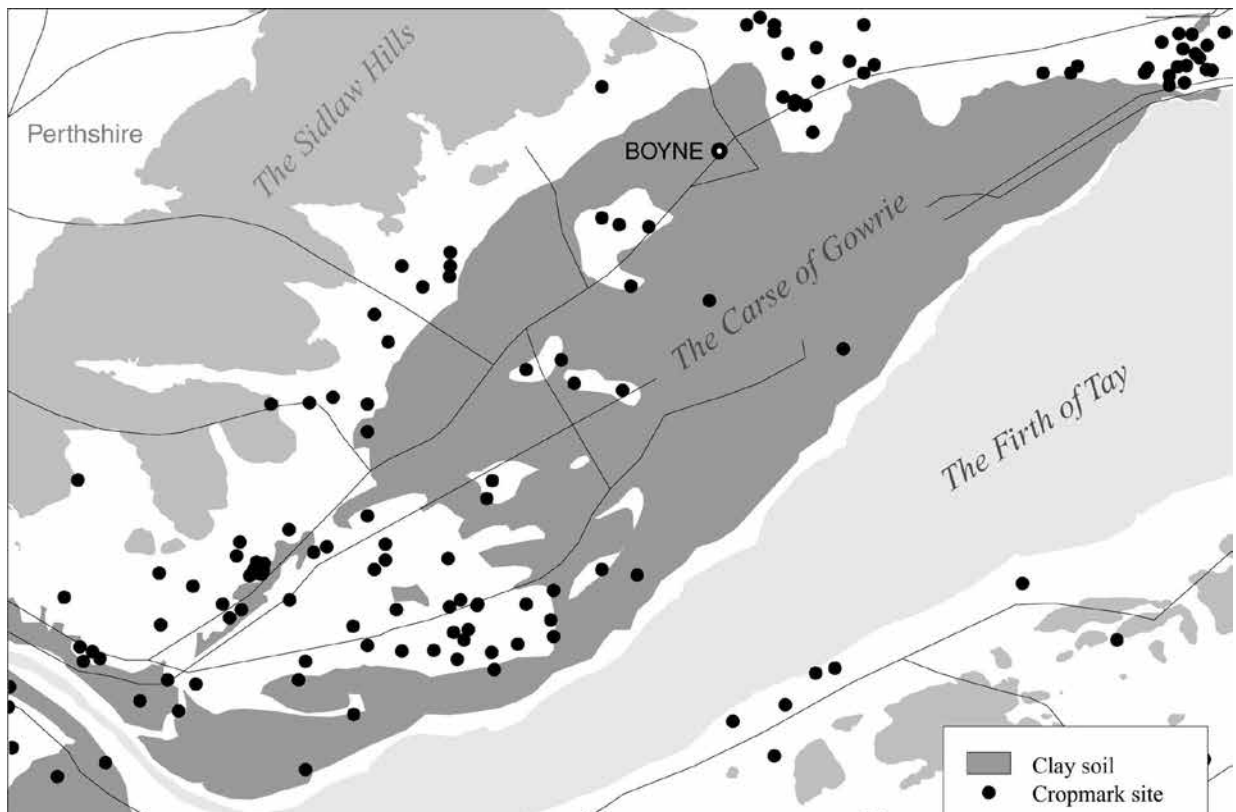 The Sidlaw Hills
Perthshire
BOYNE
The Carse of Gowrie
The Firth of Tay
Clay soil
Cropmark site